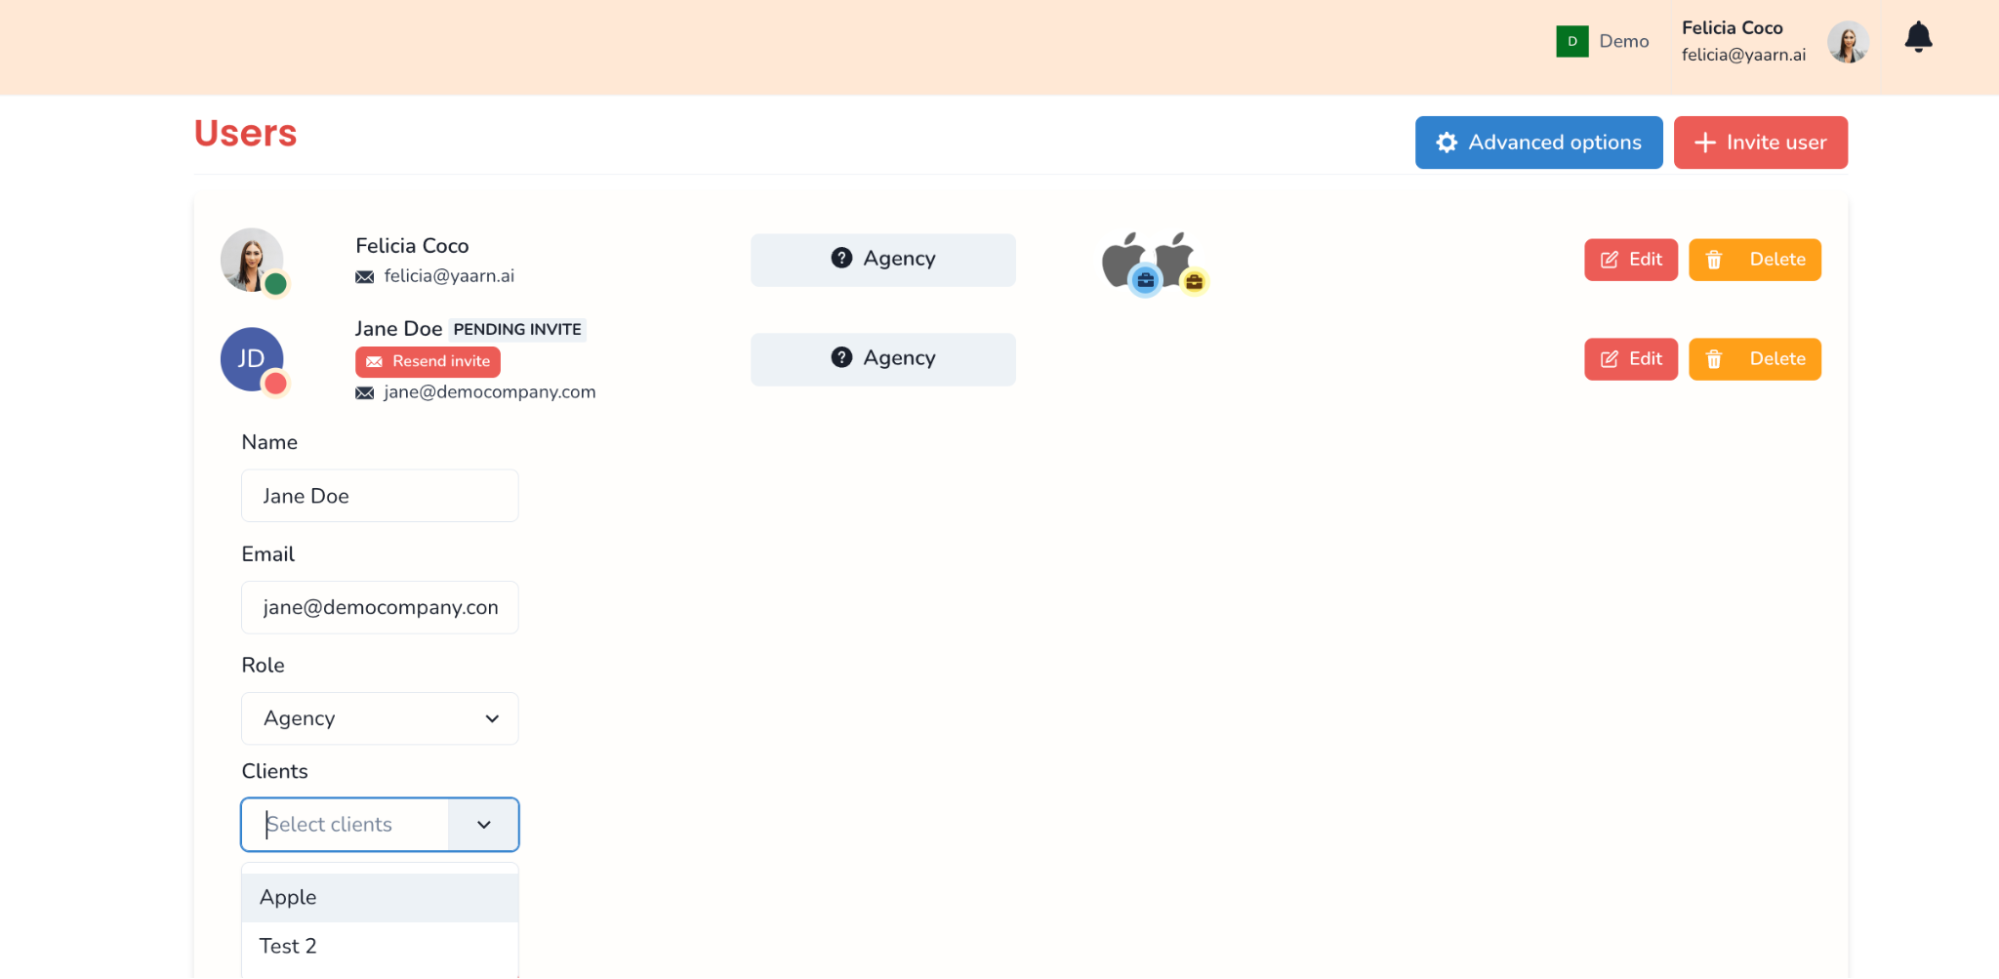 D Demo
Felicia Coco
felicia@yaarn.ai
Users
Advanced options
Invite user
Felicia Coco
felicia@yaarn.ai
Agency
Edit
Delete
JD
Jane Doe PENDING INVITE
Resend invite
jane@democompany.com
Agency
Edit
Delete
Name
Jane Doe
Email
jane@democompany.con
Role
Agency
Clients
Select clients
Apple
Test 2